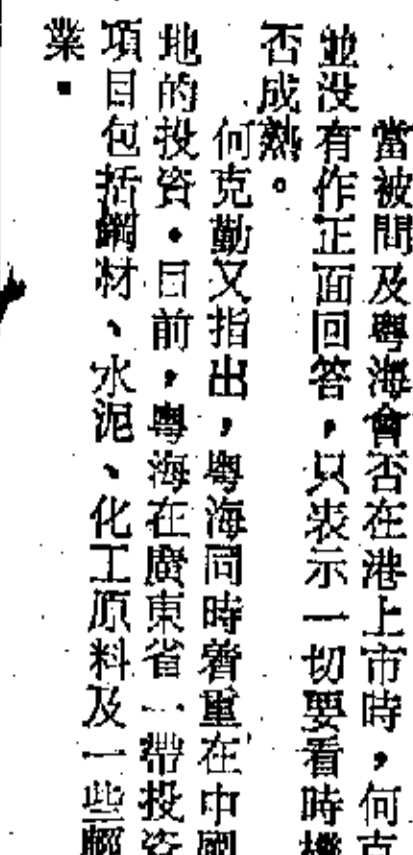 當被問及粵海會否在港上市時，何克
並没有作正面回答，只表示一切要看時機
否成熟。
何克勤又指出，粵海同時着重在中國
地的投資。目前，粵海在廣東省一帶投資
項目包括鋼材、水泥、化工原料及一些輕
業。